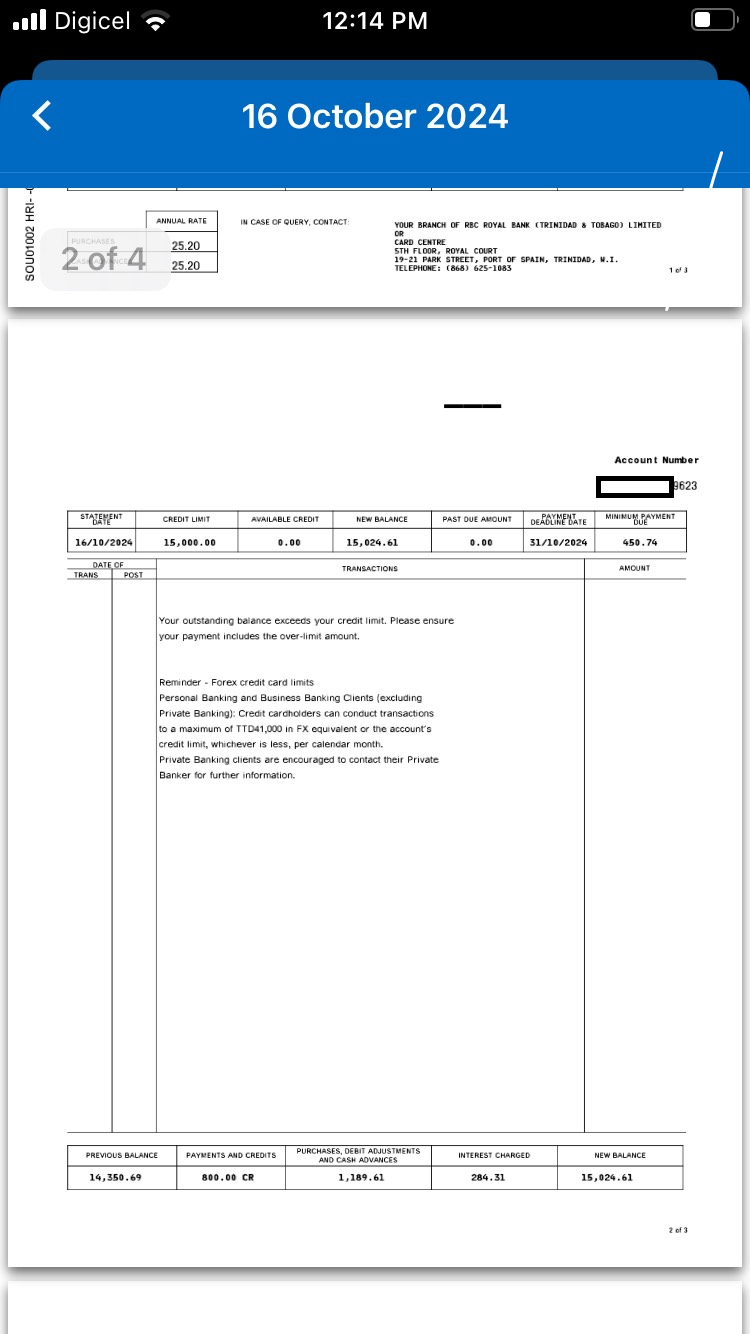 Digicel
12:14 PM
16 October 2024
SOU01002 HRI-
ANNUAL RATE
PURCHASES
25.20
CASH ADVANCES
25.20
2 of 4
IN CASE OF QUERY, CONTACT:
YOUR BRANCH OF RBC ROYAL BANK (TRINIDAD & TOBAGO) LIMITED
OR
CARD CENTRE
5TH FLOOR, ROYAL COURT
19-21 PARK STREET, PORT OF SPAIN, TRINIDAD, W.I.
TELEPHONE: (868) 625-1083
1 of 3
Account Number
9623
STATEMENT DATE CREDIT LIMIT AVAILABLE CREDIT NEW BALANCE PAST DUE AMOUNT PAYMENT DEADLINE DATE MINIMUM PAYMENT DUE
16/10/2024 15,000.00 0.00 15,024.61 0.00 31/10/2024 450.74
DATE OF
TRANS POST TRANSACTIONS AMOUNT
Your outstanding balance exceeds your credit limit. Please ensure
your payment includes the over-limit amount.
Reminder - Forex credit card limits
Personal Banking and Business Banking Clients (excluding
Private Banking): Credit cardholders can conduct transactions
to a maximum of TTD41,000 in FX equivalent or the account's
credit limit, whichever is less, per calendar month.
Private Banking clients are encouraged to contact their Private
Banker for further information.
PREVIOUS BALANCE PAYMENTS AND CREDITS PURCHASES, DEBIT ADJUSTMENTS AND CASH ADVANCES INTEREST CHARGED NEW BALANCE
14,350.69 800.00 CR 1,189.61 284.31 15,024.61
2 of 3